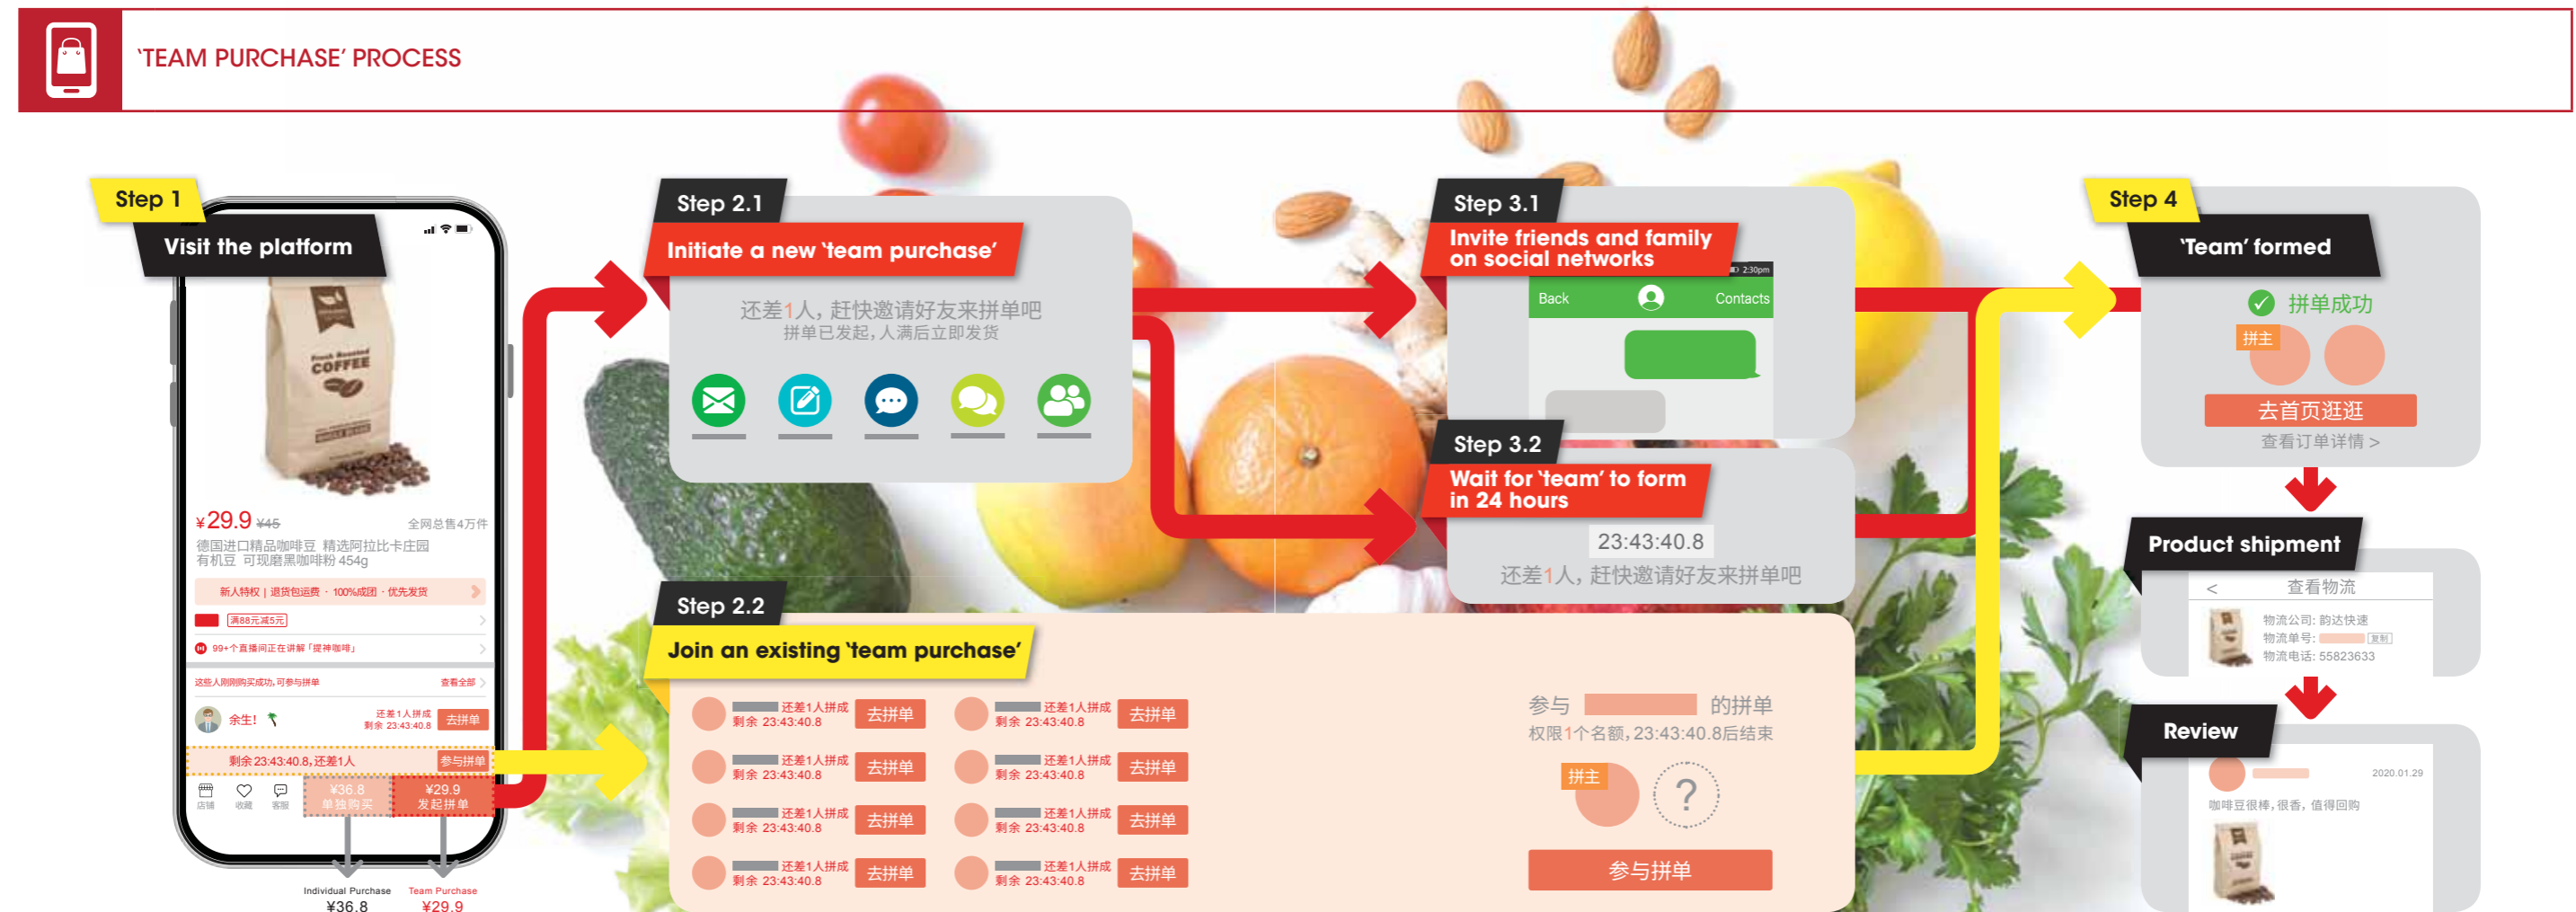 ‘TEAM PURCHASE’ PROCESS
Step 1
Visit the platform
Fresh Roasted
COFFEE
¥29.9 ¥45
全网总售4万件
德国进口精品咖啡豆 精选阿拉比卡庄园
有机豆 可现磨黑咖啡粉 454g
新人特权 | 退货包运费 · 100%成团 · 优先发货
满88元减5元
99+个直播间正在讲解「提神咖啡」
这些人刚刚购买成功,可参与拼单
查看全部
余生!
还差1人拼成
剩余 23:43:40.8
去拼单
剩余 23:43:40.8, 还差1人
参与拼单
店铺
收藏
客服
¥36.8
单独购买
¥29.9
发起拼单
Individual Purchase
¥36.8
Team Purchase
¥29.9
Step 2.1
Initiate a new ‘team purchase’
还差1人, 赶快邀请好友来拼单吧
拼单已发起, 人满后立即发货
Step 2.2
Join an existing ‘team purchase’
还差1人拼成
剩余 23:43:40.8
去拼单
还差1人拼成
剩余 23:43:40.8
去拼单
还差1人拼成
剩余 23:43:40.8
去拼单
还差1人拼成
剩余 23:43:40.8
去拼单
还差1人拼成
剩余 23:43:40.8
去拼单
还差1人拼成
剩余 23:43:40.8
去拼单
还差1人拼成
剩余 23:43:40.8
去拼单
还差1人拼成
剩余 23:43:40.8
去拼单
参与 的拼单
权限1个名额, 23:43:40.8后结束
拼主
?
参与拼单
Step 3.1
Invite friends and family
on social networks
2:30pm
Back
Contacts
Step 3.2
Wait for ‘team’ to form
in 24 hours
23:43:40.8
还差1人, 赶快邀请好友来拼单吧
Step 4
‘Team’ formed
拼单成功
拼主
去首页逛逛
查看订单详情 >
Product shipment
< 查看物流
物流公司: 韵达快速
物流单号: 复制
物流电话: 55823633
Review
2020.01.29
咖啡豆很棒, 很香, 值得回购
COFFEE